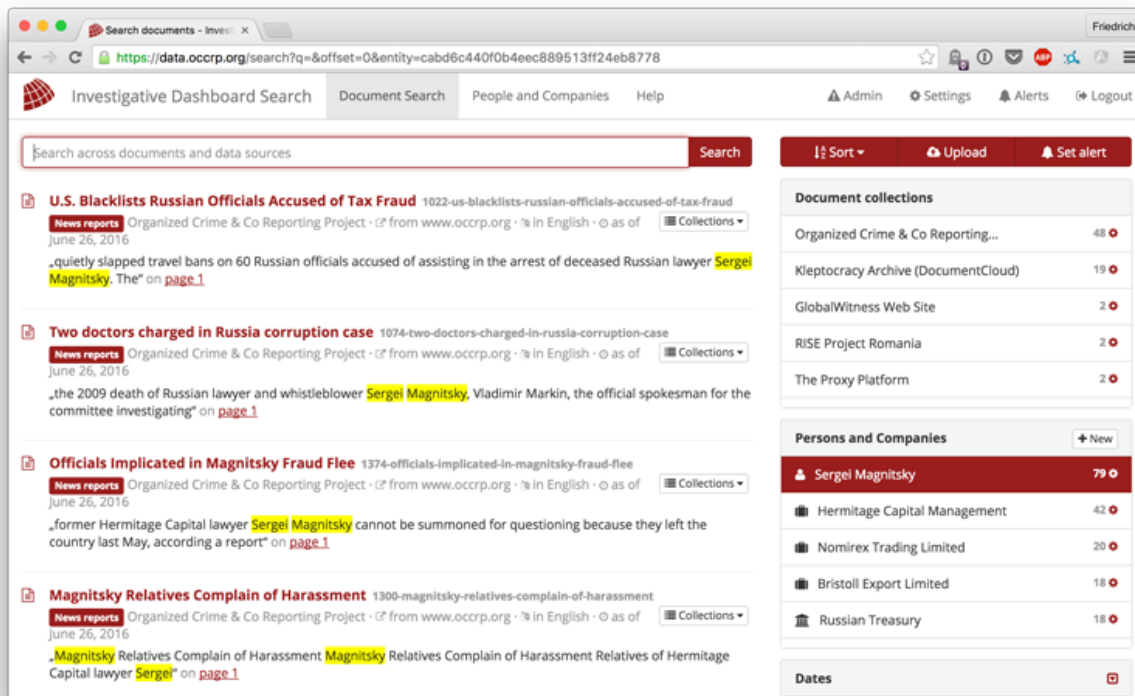 Search documents - Invest
Friedrich
https://data.occrp.org/search?q=&offset=0&entity=cabd6c440f0b4eec889513ff24eb8778
ABP
Investigative Dashboard Search
Document Search
People and Companies
Help
Admin
Settings
Alerts
Logout
Search across documents and data sources
Search
U.S. Blacklists Russian Officials Accused of Tax Fraud 1022-us-blacklists-russian-officials-accused-of-tax-fraud
News reports Organized Crime & Co Reporting Project · from www.occrp.org · in English · as of
June 26, 2016
Collections
„quietly slapped travel bans on 60 Russian officials accused of assisting in the arrest of deceased Russian lawyer Sergei
Magnitsky. The“ on page 1
Two doctors charged in Russia corruption case 1074-two-doctors-charged-in-russia-corruption-case
News reports Organized Crime & Co Reporting Project · from www.occrp.org · in English · as of
June 26, 2016
Collections
„the 2009 death of Russian lawyer and whistleblower Sergei Magnitsky, Vladimir Markin, the official spokesman for the
committee investigating“ on page 1
Officials Implicated in Magnitsky Fraud Flee 1374-officials-implicated-in-magnitsky-fraud-flee
News reports Organized Crime & Co Reporting Project · from www.occrp.org · in English · as of
June 26, 2016
Collections
„former Hermitage Capital lawyer Sergei Magnitsky cannot be summoned for questioning because they left the
country last May, according a report“ on page 1
Magnitsky Relatives Complain of Harassment 1300-magnitsky-relatives-complain-of-harassment
News reports Organized Crime & Co Reporting Project · from www.occrp.org · in English · as of
June 26, 2016
Collections
„Magnitsky Relatives Complain of Harassment Magnitsky Relatives Complain of Harassment Relatives of Hermitage
Capital lawyer Sergei“ on page 1
Sort
Upload
Set alert
Document collections
Organized Crime & Co Reporting... 48
Kleptocracy Archive (DocumentCloud) 19
GlobalWitness Web Site 2
RISE Project Romania 2
The Proxy Platform 2
Persons and Companies
+ New
Sergei Magnitsky 79
Hermitage Capital Management 42
Nomirex Trading Limited 20
Bristoll Export Limited 18
Russian Treasury 18
Dates